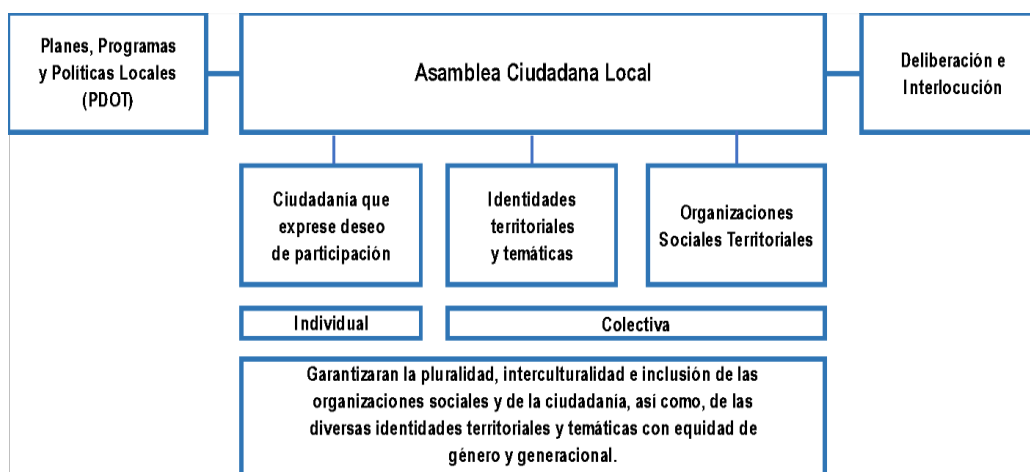 Planes, Programas
y Políticas Locales
(PDOT)
Asamblea Ciudadana Local
Deliberación e
Interlocución
Ciudadanía que
exprese deseo
de participación
Identidades
territoriales
y temáticas
Organizaciones
Sociales Territoriales
Individual
Colectiva
Garantizaran la pluralidad, interculturalidad e inclusión de las
organizaciones sociales y de la ciudadanía, así como, de las
diversas identidades territoriales y temáticas con equidad de
género y generacional.